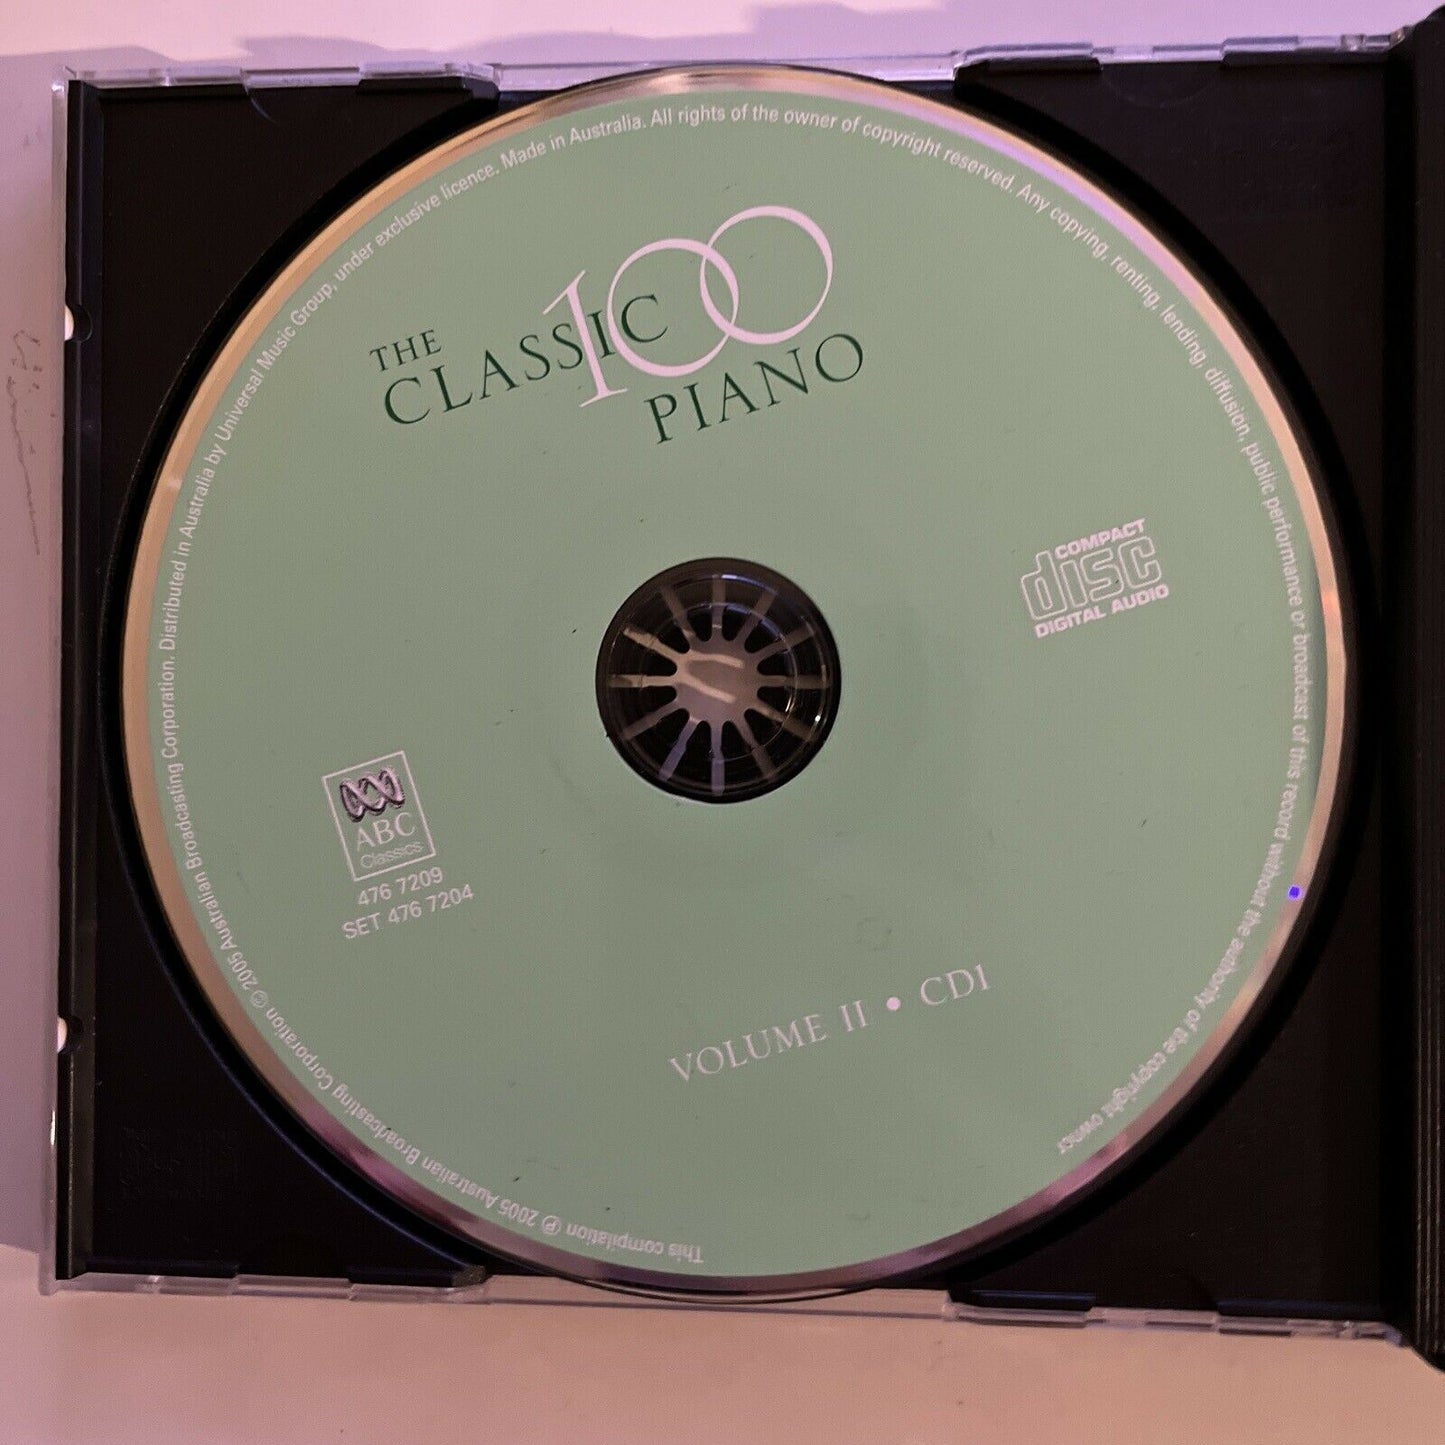 THE
CLASSIC
100
PIANO
COMPACT
disc
DIGITAL AUDIO
ABC
Classics
476 7209
SET 476 7204
VOLUME II • CD1
This compilation ℗ 2005 Australian Broadcasting Corporation © 2005 Australian Broadcasting Corporation. Distributed in Australia by Universal Music Group, under exclusive licence. Made in Australia. All rights of the owner of copyright reserved. Any copying, renting, lending, diffusion, public performance or broadcast of this record without the authority of the copyright owner